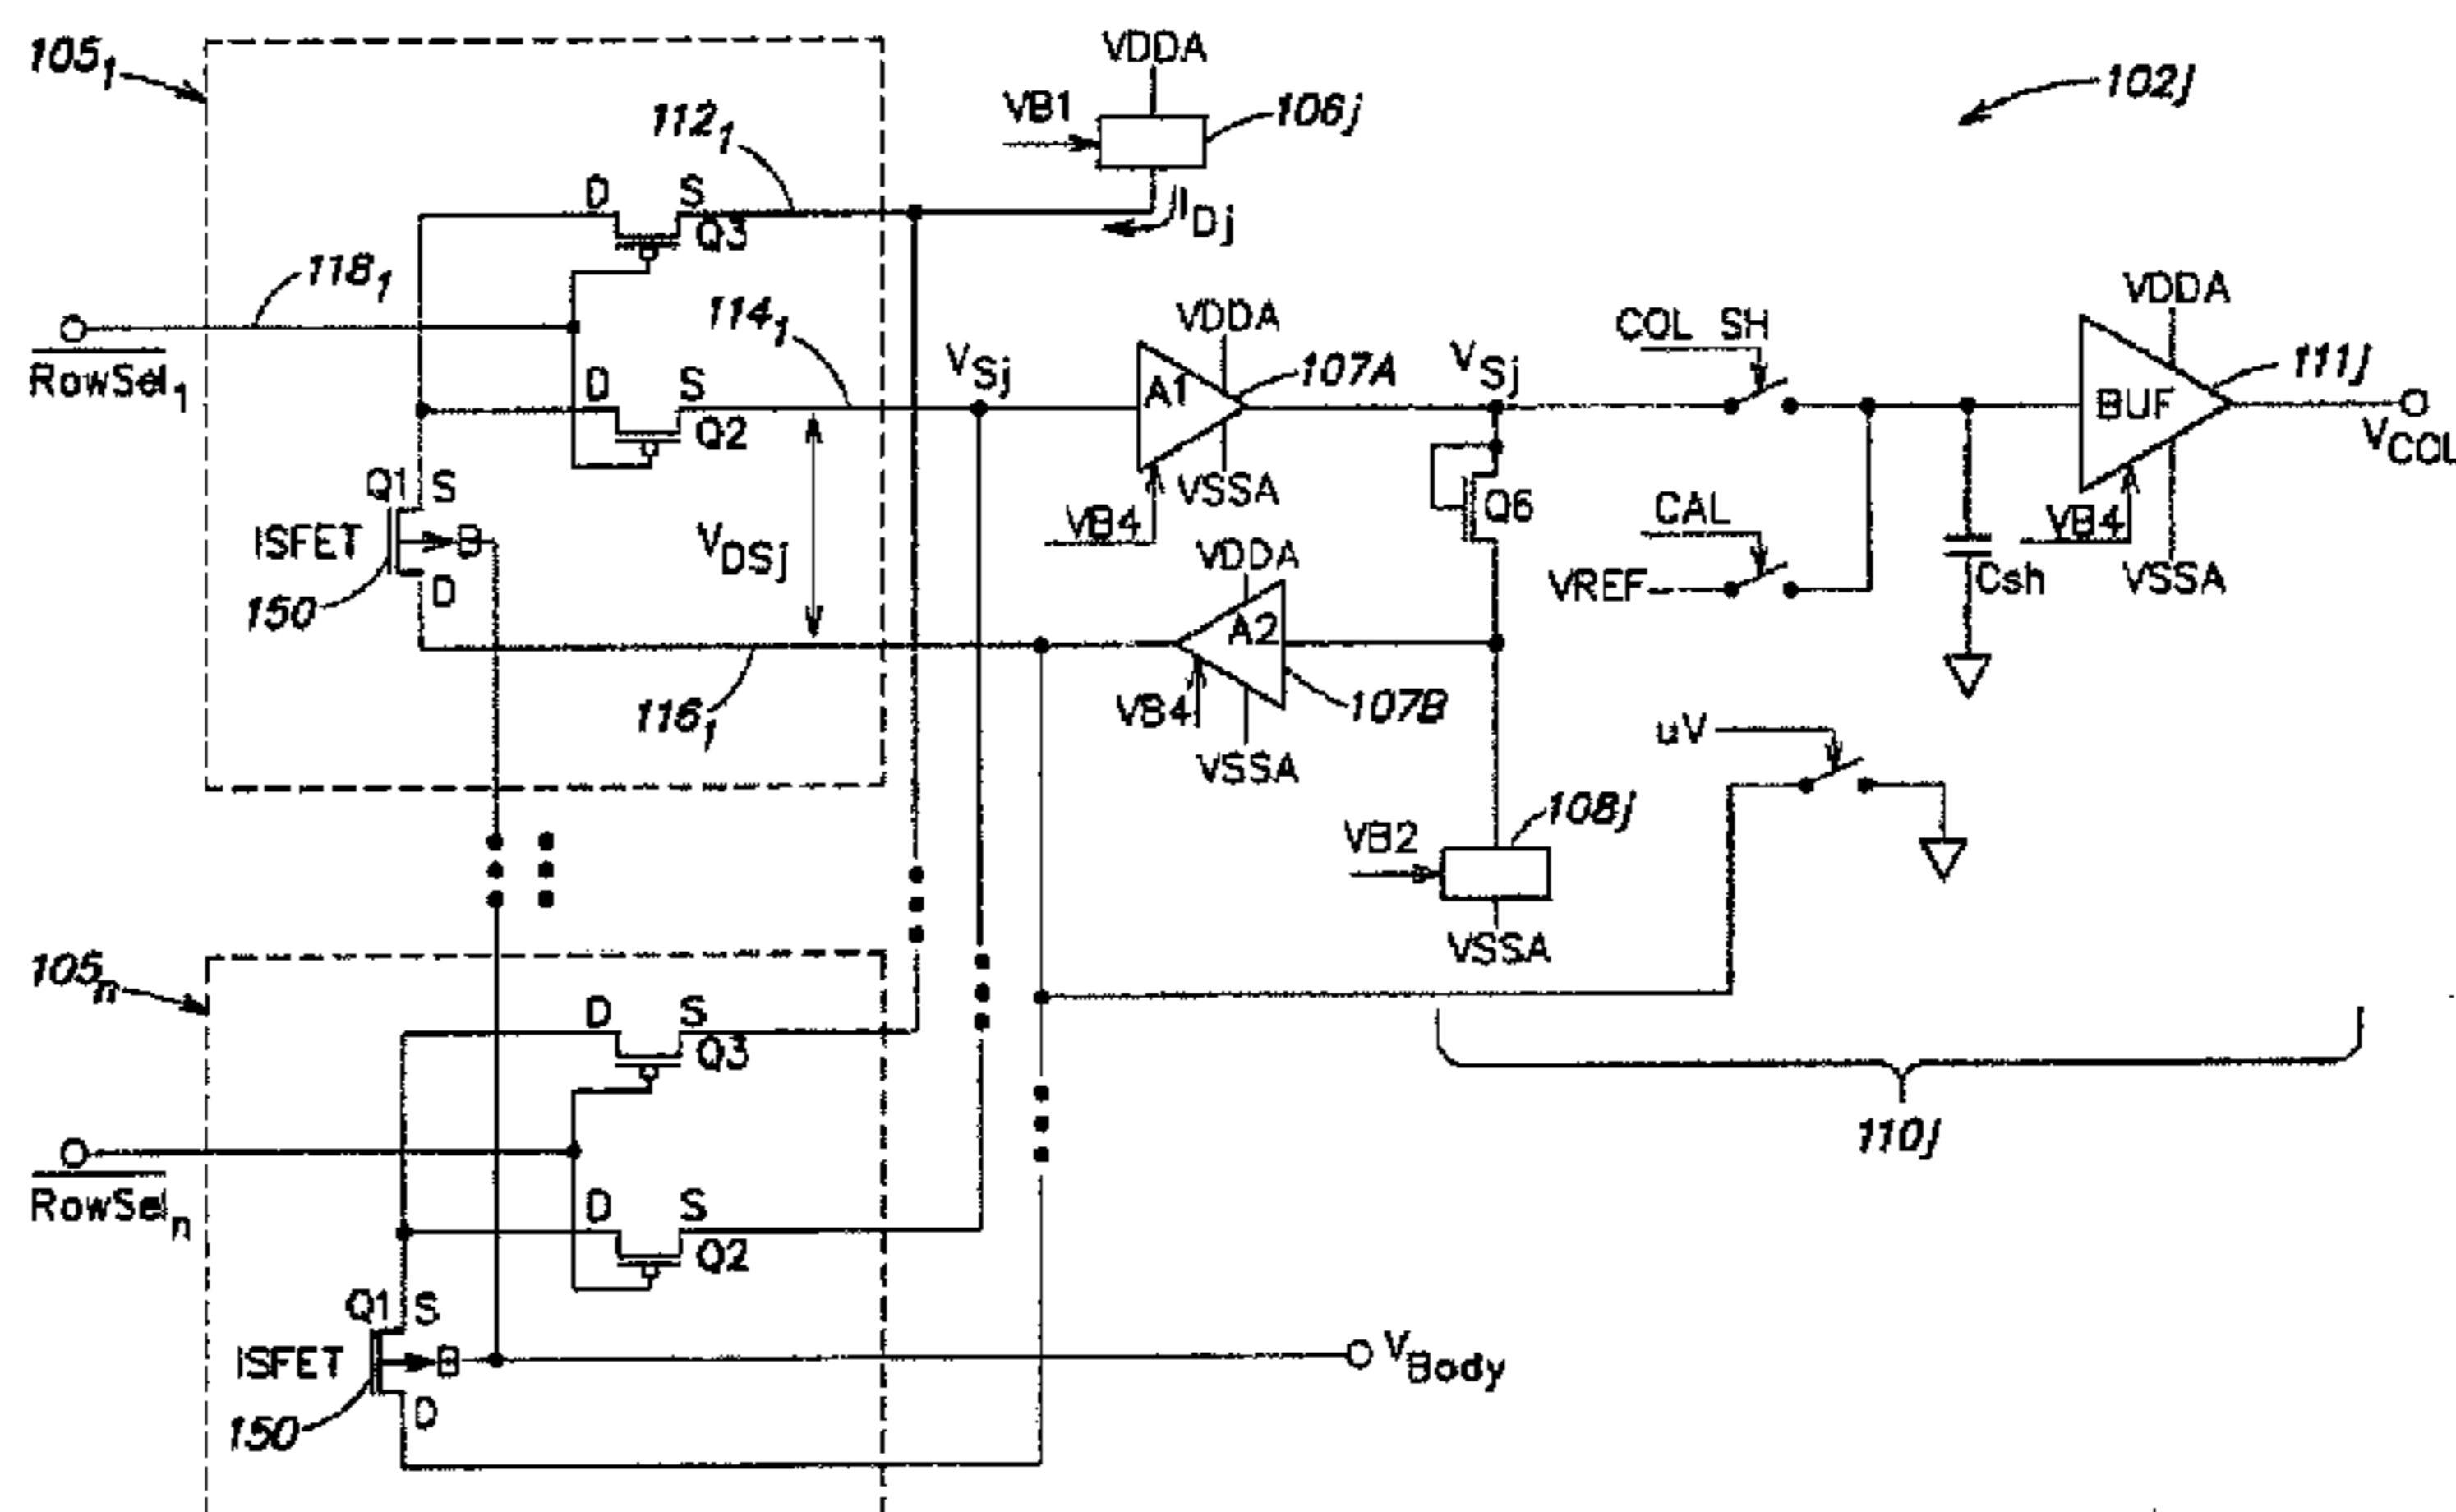 105₁
VDDA
102j
VB1
106j
112₁
D S
Q3
I_Dj
118₁
RowSel₁
114₁
D S
Q2
V_Sj
VDDA
A1
107A
VB4
VSSA
V_Sj
COL SH
VDDA
BUF
111j
V_COL
VB4
VSSA
Q1 S
ISFET B
D
150
V_DSj
Q6
CAL
VREF
Csh
VDDA
A2
VB4
107B
VSSA
116₁
uV
VB2
108j
VSSA
105n
D S
Q3
RowSel_n
D S
Q2
110j
Q1 S
ISFET B
D
150
V_Body